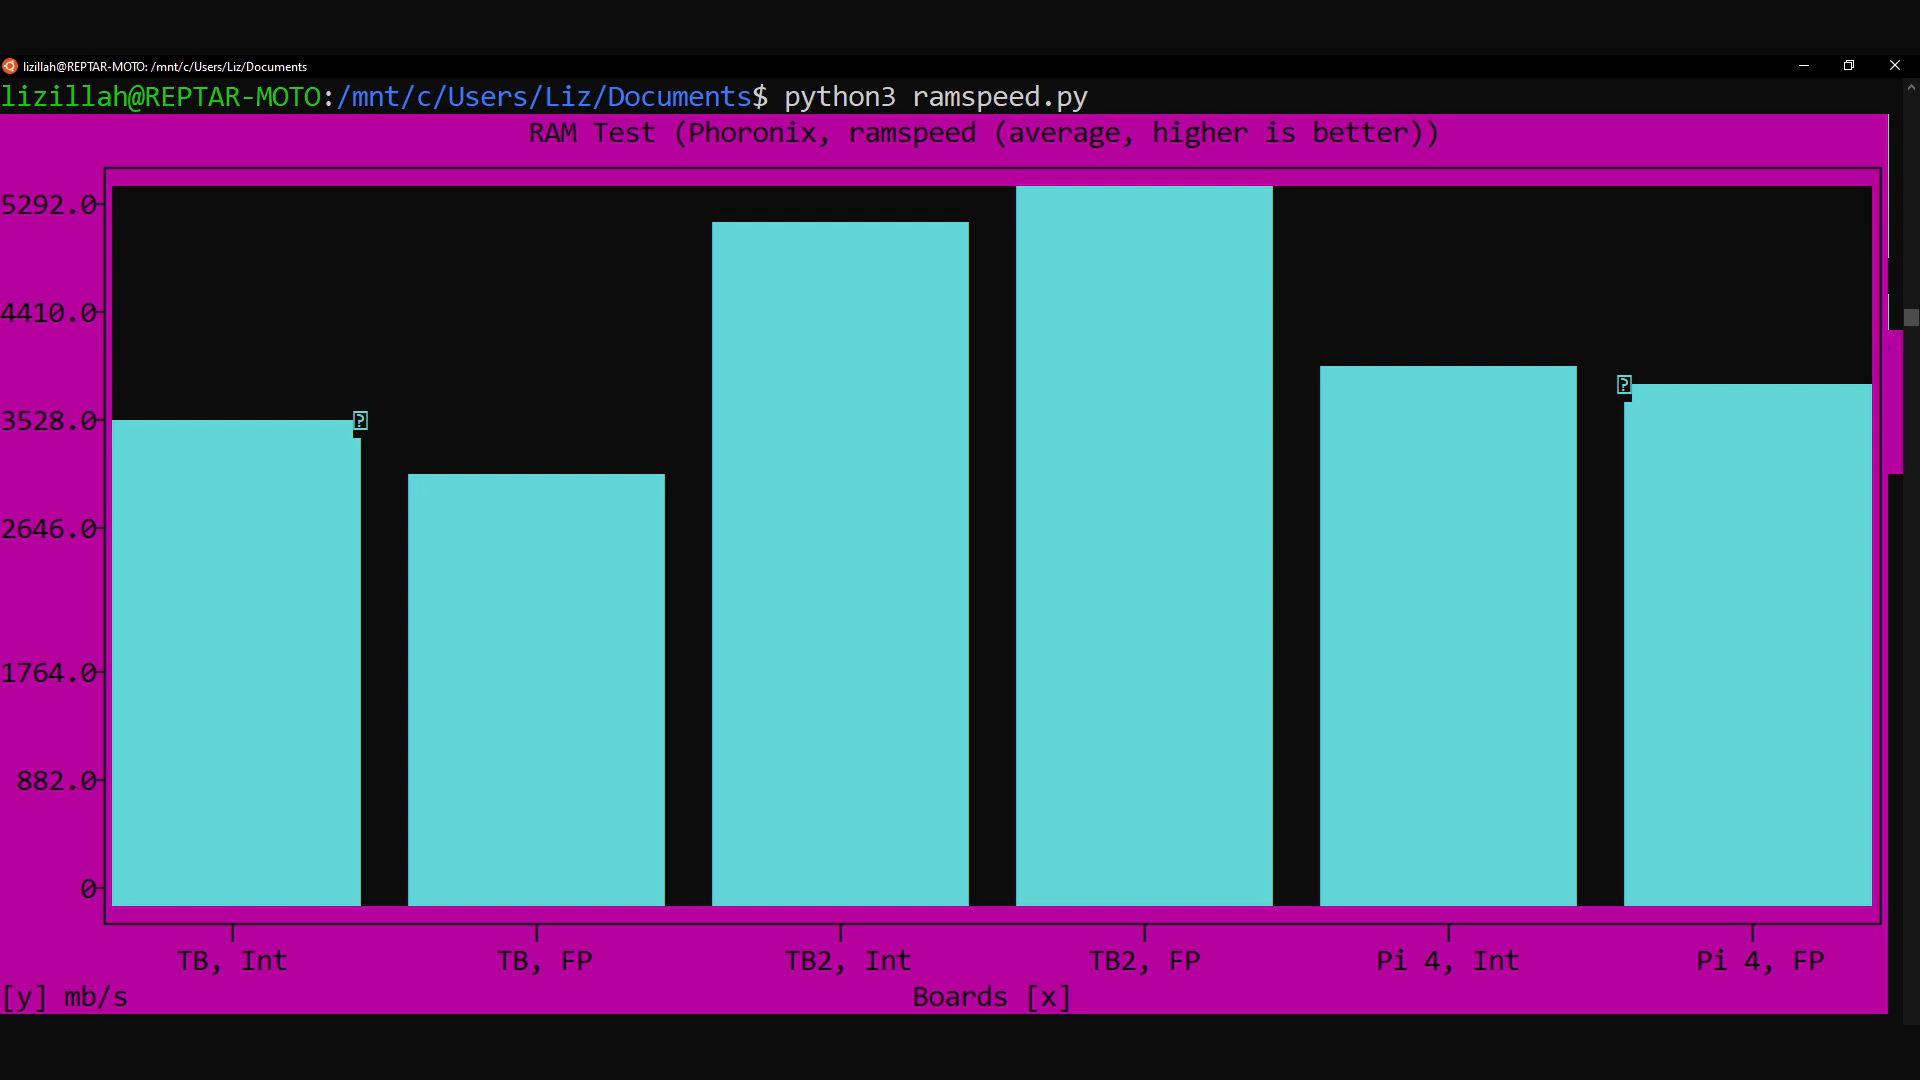 lizillah@REPTAR-MOTO: /mnt/c/Users/Liz/Documents
lizillah@REPTAR-MOTO:/mnt/c/Users/Liz/Documents$ python3 ramspeed.py
RAM Test (Phoronix, ramspeed (average, higher is better))
5292.0
4410.0
3528.0
2646.0
1764.0
882.0
0
TB, Int TB, FP TB2, Int TB2, FP Pi 4, Int Pi 4, FP
[y] mb/s Boards [x]